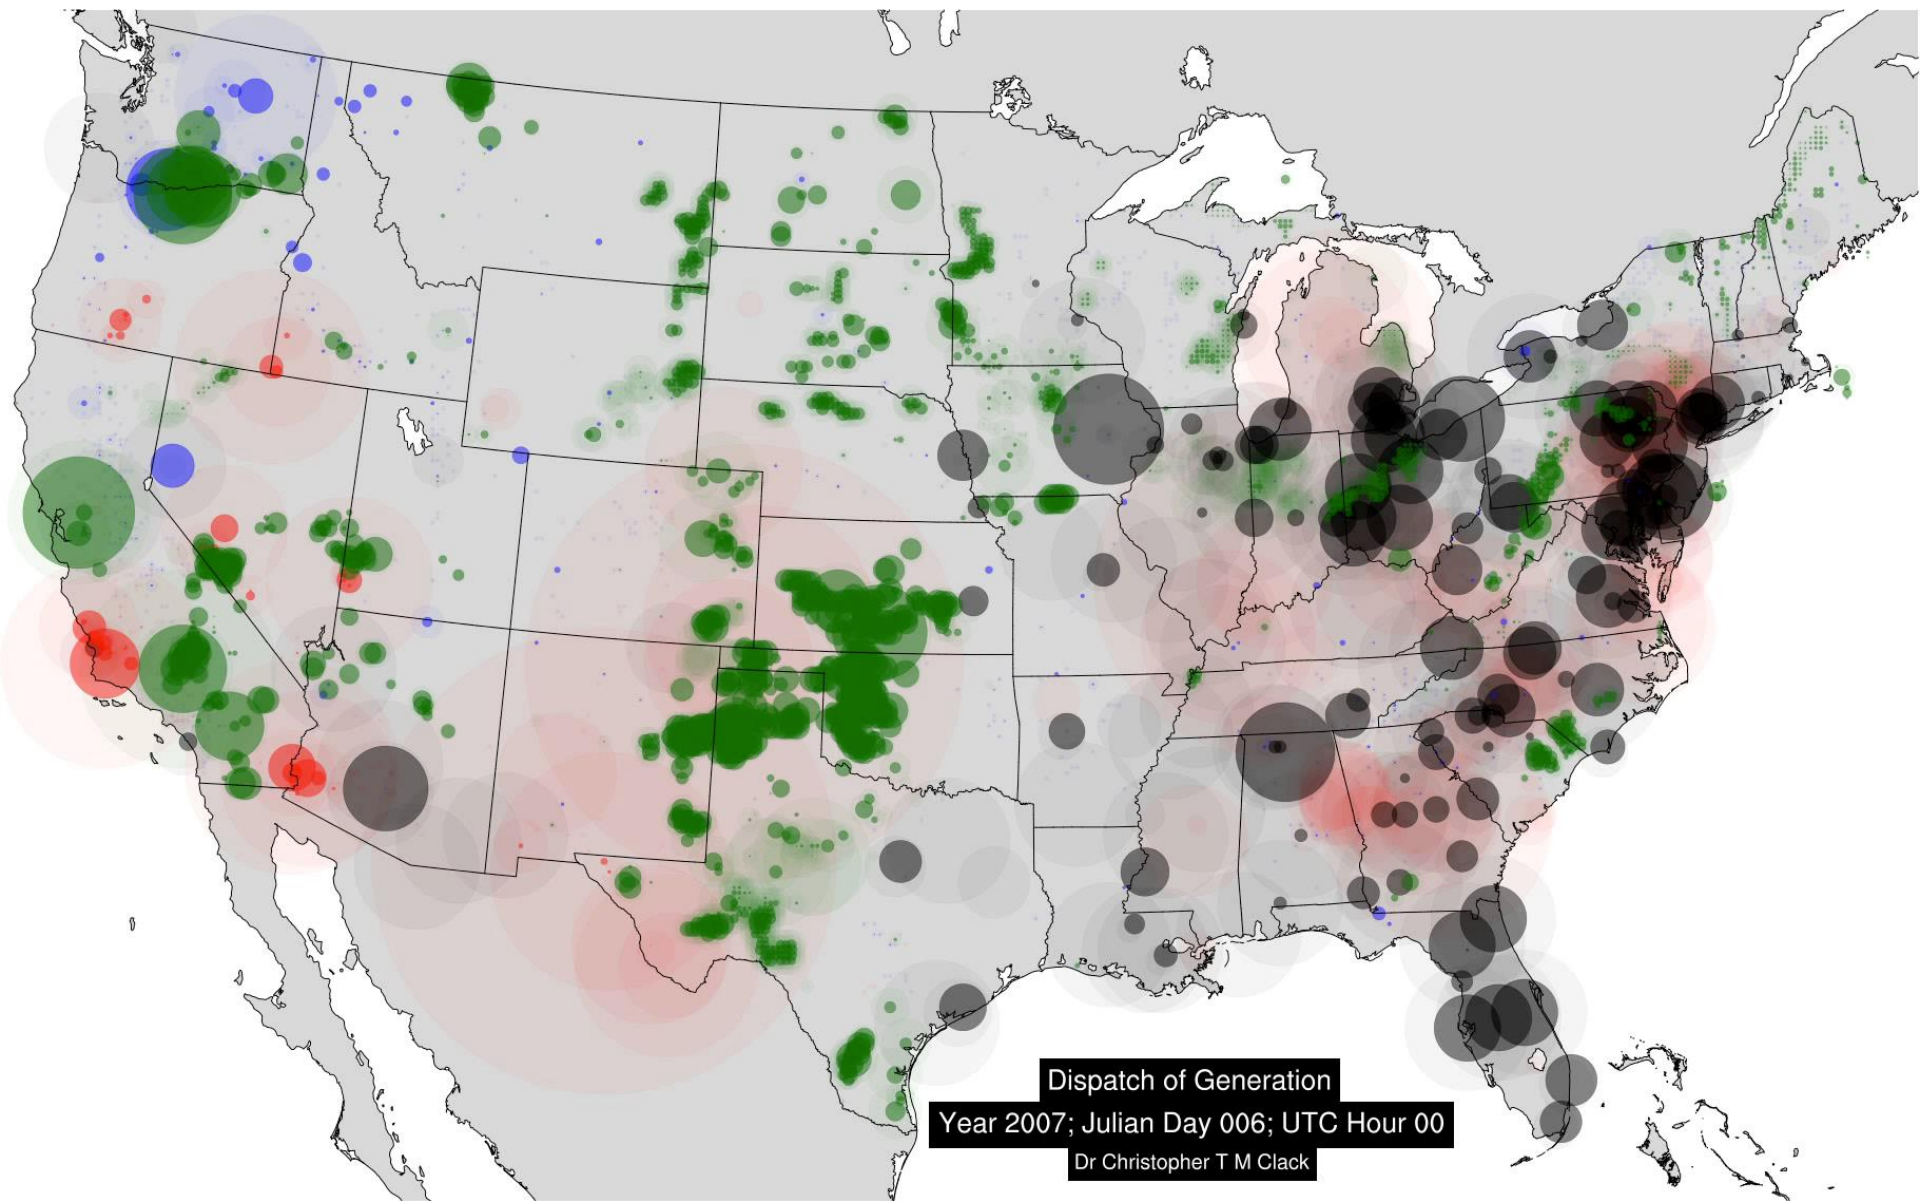 Dispatch of Generation
Year 2007; Julian Day 006; UTC Hour 00
Dr Christopher T M Clack